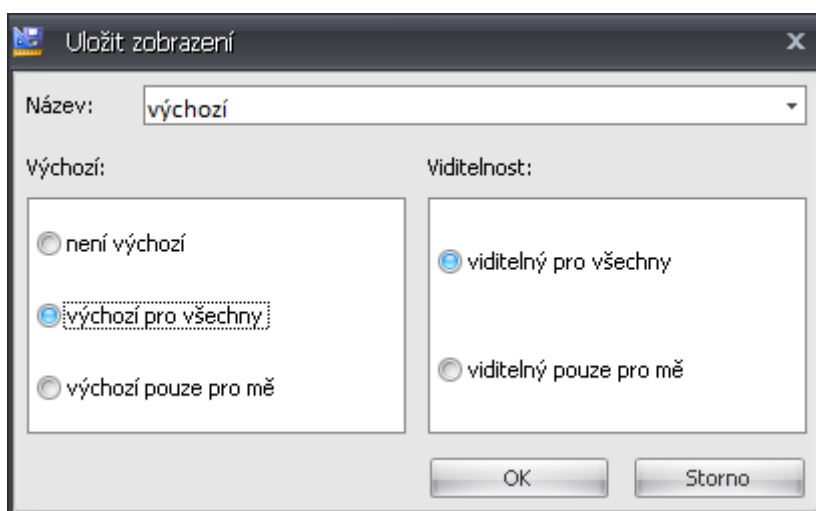 Uložit zobrazení
Název: výchozí
Výchozí: Viditelnost:
není výchozí
viditelný pro všechny
výchozí pro všechny
viditelný pouze pro mě
výchozí pouze pro mě
OK Storno